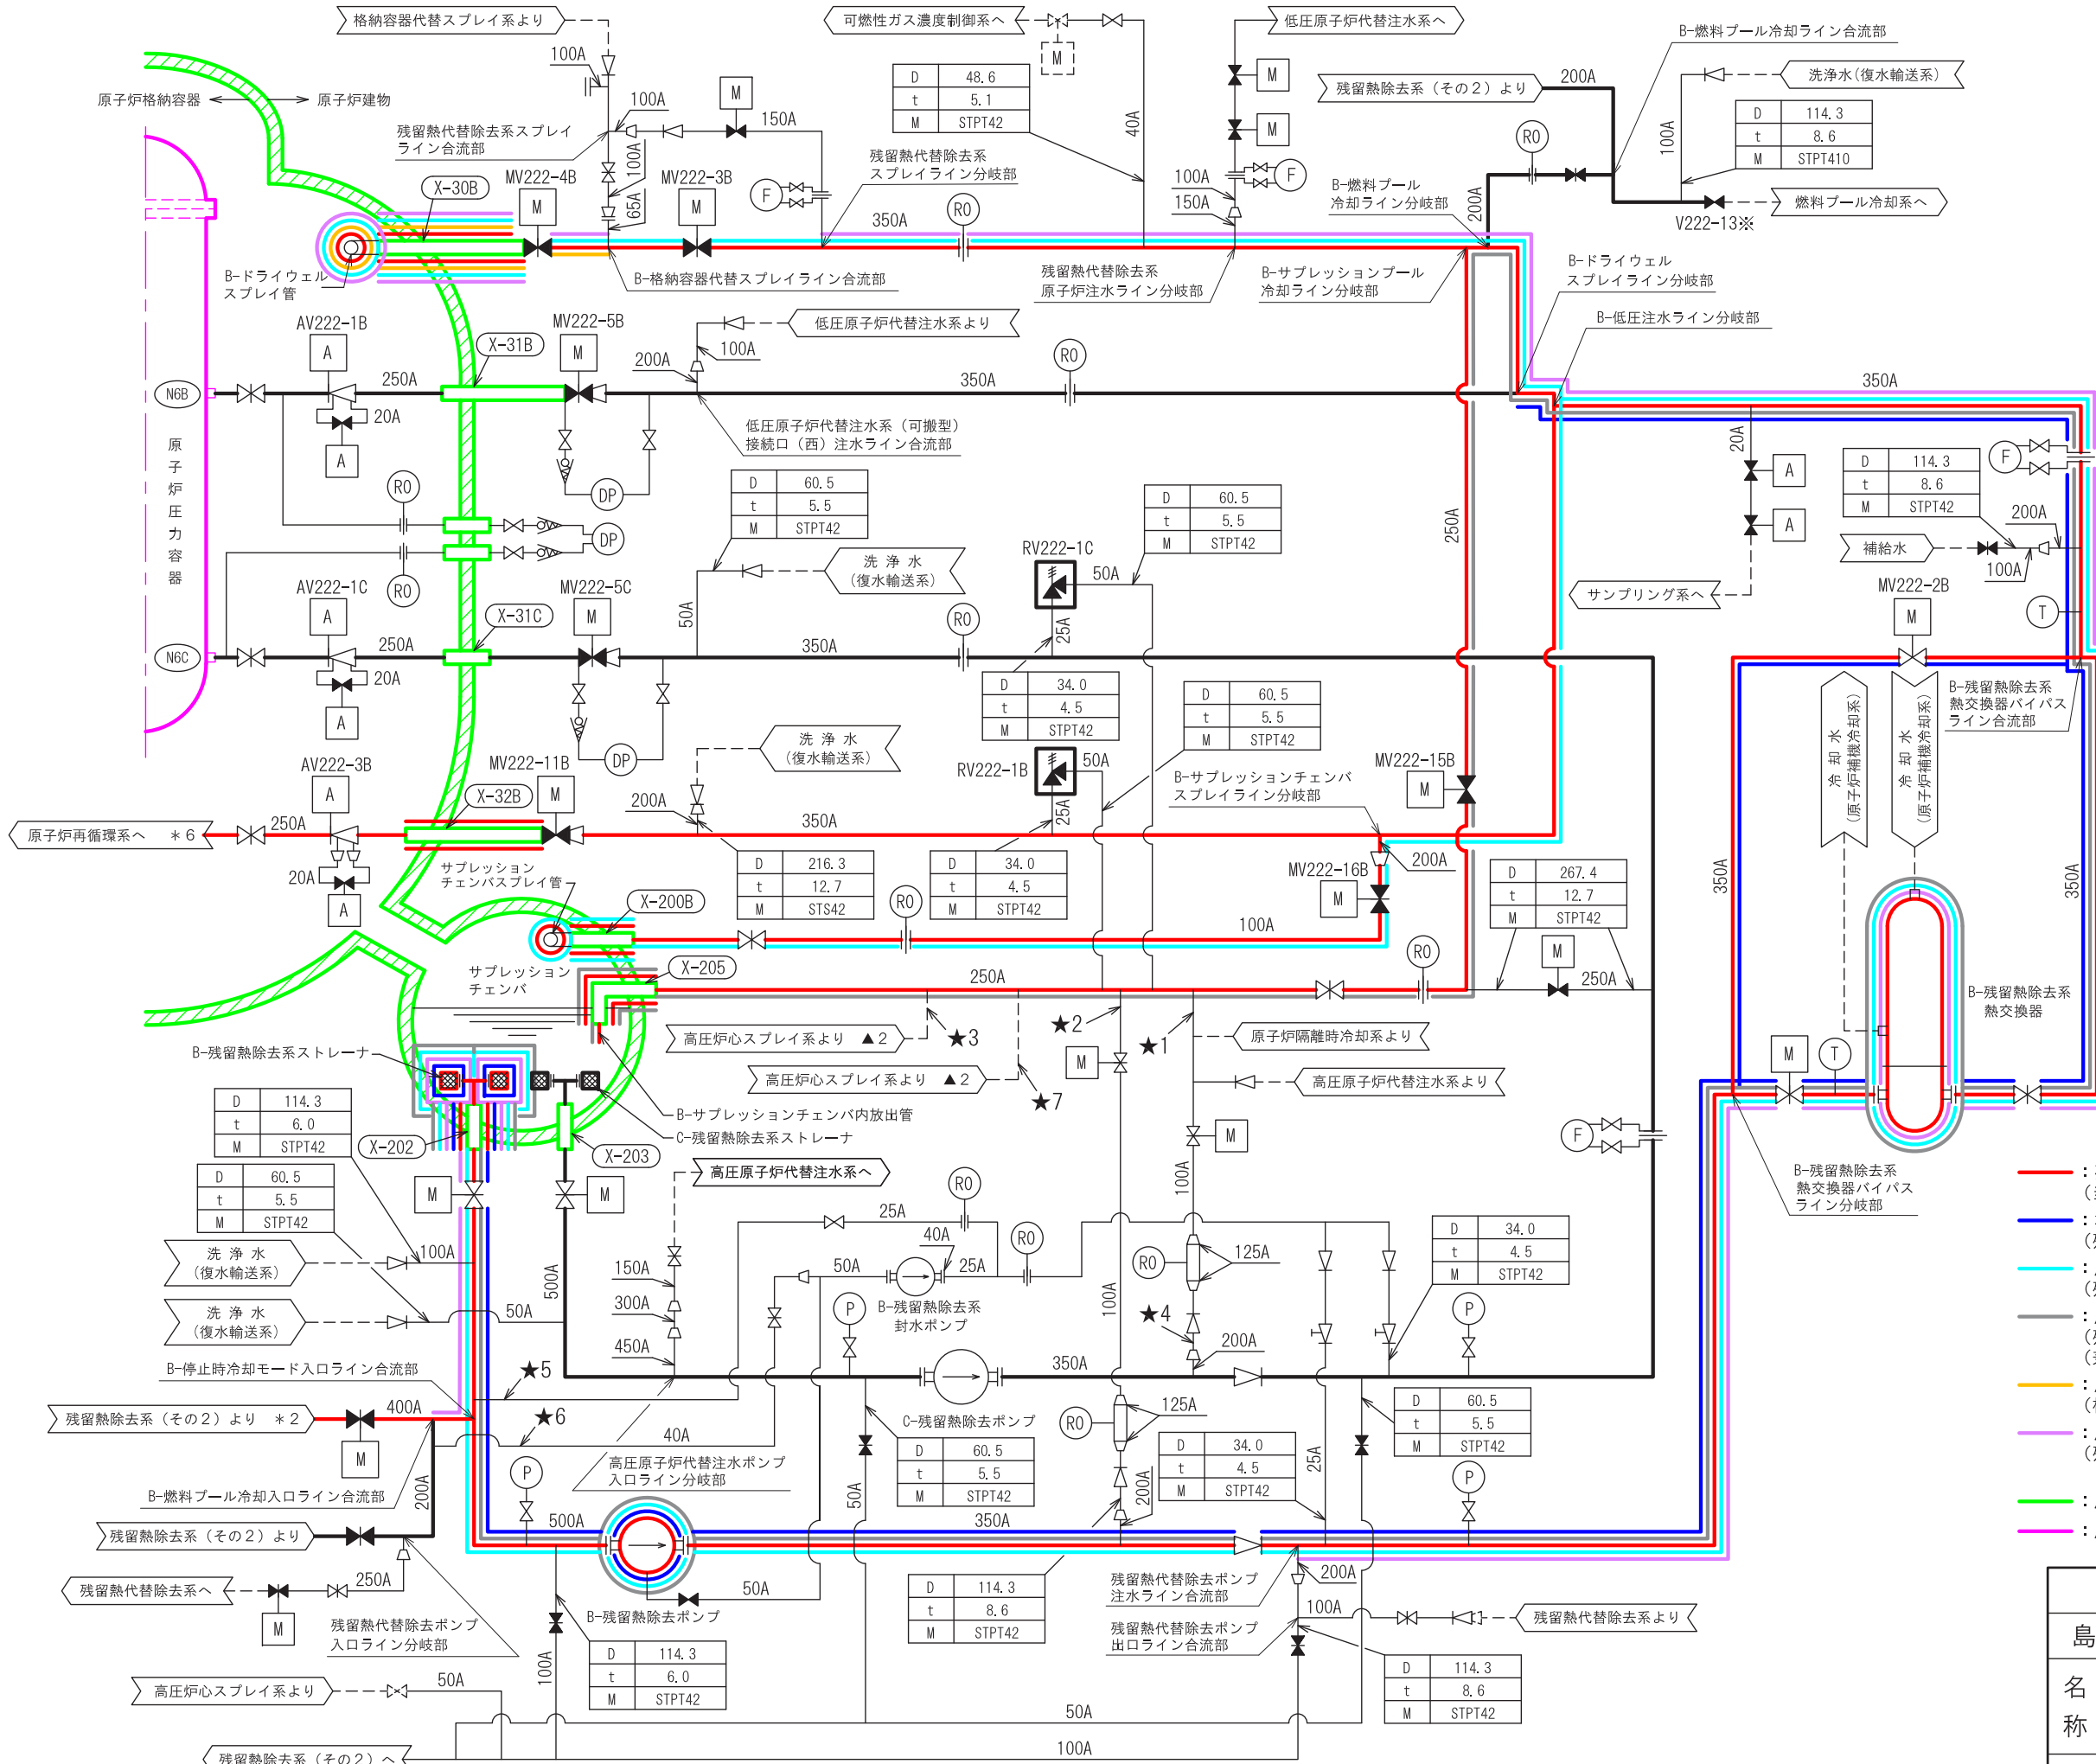 格納容器代替スプレイ系より
可燃性ガス濃度制御系へ
低圧原子炉代替注水系へ
B-燃料プール冷却ライン合流部
残留熱除去系(その2)より
200A
洗浄水(復水輸送系)
原子炉格納容器
原子炉建物
100A
M
M
M
M
D 48.6
t 5.1
M STPT42
D 114.3
t 8.6
M STPT410
残留熱代替除去系スプレイ
ライン合流部
100A
150A
40A
100A
RO
X-30B
MV222-4B
MV222-3B
M
M
100A
65A
F
残留熱代替除去系
スプレイライン分岐部
350A
RO
100A
150A
F
B-燃料プール
冷却ライン分岐部
200A
燃料プール冷却系へ
V222-13※
B-ドライウェル
スプレイ管
B-格納容器代替スプレイライン合流部
残留熱代替除去系
原子炉注水ライン分岐部
B-サプレッションプール
冷却ライン分岐部
B-ドライウェル
スプレイライン分岐部
B-低圧注水ライン分岐部
AV222-1B
A
MV222-5B
M
X-31B
低圧原子炉代替注水系より
200A
100A
RO
N6B
250A
350A
350A
20A
A
低圧原子炉代替注水系(可搬型)
接続口(西)注水ライン合流部
原子炉圧力容器
RO
DP
DP
RO
D 60.5
t 5.5
M STPT42
D 60.5
t 5.5
M STPT42
250A
20A
A
A
F
D 114.3
t 8.6
M STPT42
200A
補給水
100A
サンプリング系へ
MV222-2B
M
T
AV222-1C
A
MV222-5C
M
X-31C
洗浄水
(復水輸送系)
50A
RV222-1C
50A
25A
RO
N6C
250A
350A
20A
A
DP
D 34.0
t 4.5
M STPT42
D 60.5
t 5.5
M STPT42
冷却水
(原子炉補機冷却系)
冷却水
(原子炉補機冷却系)
B-残留熱除去系
熱交換器バイパス
ライン合流部
AV222-3B
A
MV222-11B
M
X-32B
洗浄水
(復水輸送系)
200A
RV222-1B
50A
25A
B-サプレッションチェンバ
スプレイライン分岐部
MV222-15B
M
原子炉再循環系へ *6
250A
350A
20A
A
サプレッション
チェンバスプレイ管
X-200B
D 216.3
t 12.7
M STS42
D 34.0
t 4.5
M STPT42
RO
MV222-16B
M
200A
D 267.4
t 12.7
M STPT42
350A
350A
100A
サプレッション
チェンバ
X-205
250A
RO
M
250A
B-残留熱除去系
熱交換器
高圧炉心スプレイ系より ▲2
★3
★2
★1
原子炉隔離時冷却系より
M
高圧炉心スプレイ系より ▲2
★7
高圧原子炉代替注水系より
M
T
B-残留熱除去系ストレーナ
D 114.3
t 6.0
M STPT42
B-サプレッションチェンバ内放出管
C-残留熱除去系ストレーナ
X-202
X-203
M
F
D 60.5
t 5.5
M STPT42
M
M
高圧原子炉代替注水系へ
100A
RO
25A
B-残留熱除去系
熱交換器バイパス
ライン分岐部
洗浄水
(復水輸送系)
100A
500A
150A
300A
450A
50A
40A
25A
RO
B-残留熱除去系
封水ポンプ
RO
125A
D 34.0
t 4.5
M STPT42
洗浄水
(復水輸送系)
50A
P
100A
★4
200A
P
B-停止時冷却モード入口ライン合流部
★5
350A
残留熱除去系(その2)より *2
400A
M
★6
40A
C-残留熱除去ポンプ
RO
125A
D 60.5
t 5.5
M STPT42
200A
P
高圧原子炉代替注水ポンプ
入口ライン分岐部
D 60.5
t 5.5
M STPT42
D 34.0
t 4.5
M STPT42
25A
P
B-燃料プール冷却入口ライン合流部
50A
200A
残留熱除去系(その2)より
500A
350A
残留熱代替除去系へ
250A
M
50A
残留熱代替除去ポンプ
入口ライン分岐部
B-残留熱除去ポンプ
D 114.3
t 8.6
M STPT42
残留熱代替除去ポンプ
注水ライン合流部
200A
100A
残留熱代替除去系より
残留熱代替除去ポンプ
出口ライン合流部
D 114.3
t 6.0
M STPT42
100A
D 114.3
t 8.6
M STPT42
高圧炉心スプレイ系より
50A
50A
残留熱除去系(その2)へ
100A
島
名
称